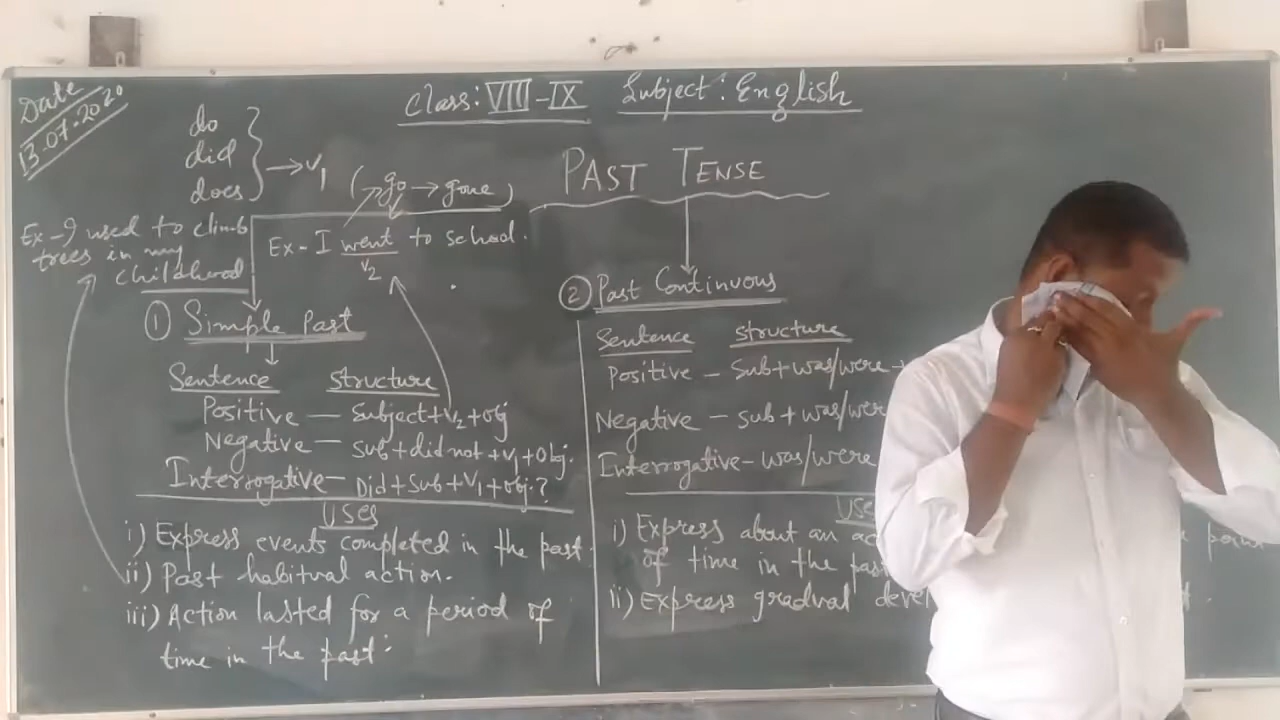 Date
13.07.2020
Class: VIII-IX Subject: English
do
did
does
→ V1
(→go → gone)
PAST TENSE
Ex - I used to climb
trees in my
childhood
Ex - I went to school.
V2
① Simple Past
Sentence Structure
Positive — Subject+V2+obj
Negative — Sub+did not+V1+Obj.
Interrogative — Did+Sub+V1+obj.?
USES
i) Express events completed in the past.
ii) Past habitual action.
iii) Action lasted for a period of
time in the past.
② Past Continuous
Sentence Structure
Positive — Sub+was/were +
Negative — Sub + was/were
Interrogative - was/were
i) Express about an
of time in the past
ii) Express gradual